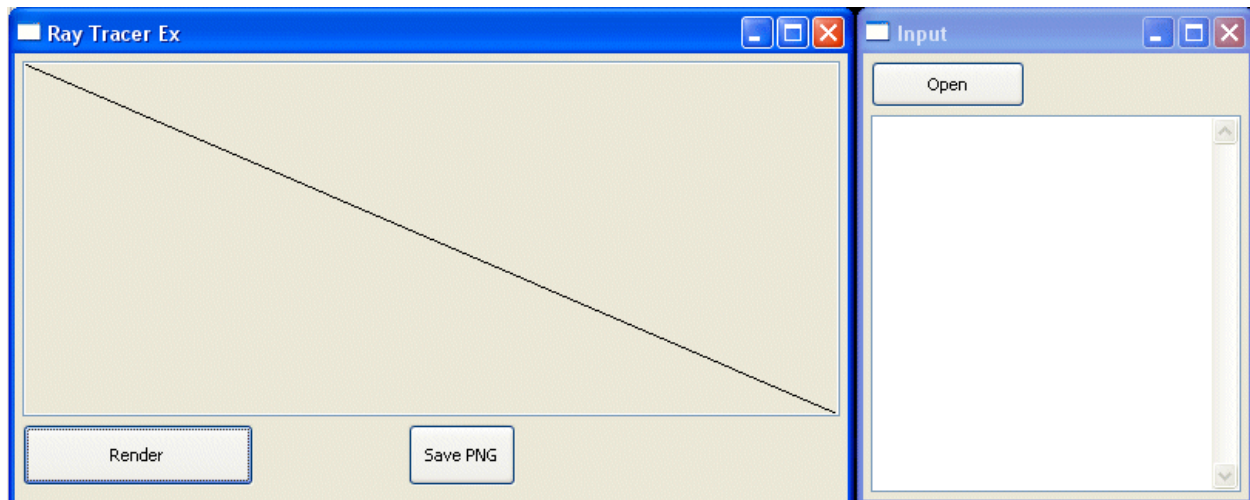 Ray Tracer Ex
Input
Open
Render
Save PNG